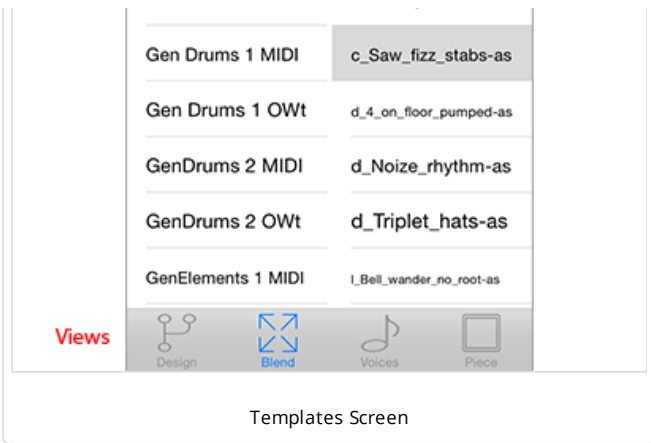 Gen Drums 1 MIDI c_Saw_fizz_stabs-as
Gen Drums 1 OWt d_4_on_floor_pumped-as
GenDrums 2 MIDI d_Noize_rhythm-as
GenDrums 2 OWt d_Triplet_hats-as
GenElements 1 MIDI l_Bell_wander_no_root-as
Views Design Blend Voices Piece
Templates Screen